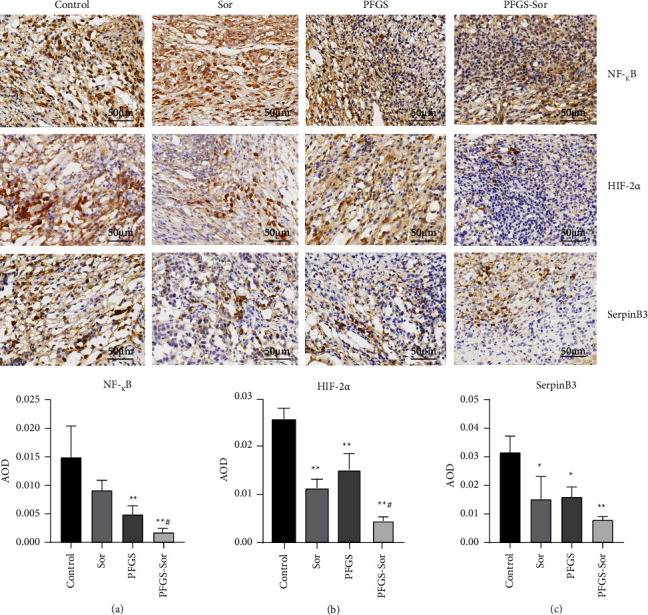 Control Sor PFGS PFGS-Sor
50μm 50μm 50μm 50μm
NF-κB
50μm 50μm 50μm 50μm
HIF-2α
50μm 50μm 50μm 50μm
SerpinB3
NF-κB
0.025
0.020
0.015
0.010
0.005
0.000
AOD
**
**#
Control Sor PFGS PFGS-Sor
(a)
HIF-2α
0.03
0.02
0.01
0.00
AOD
**
**
**#
Control Sor PFGS PFGS-Sor
(b)
SerpinB3
0.05
0.04
0.03
0.02
0.01
0.00
AOD
*
*
**
Control Sor PFGS PFGS-Sor
(c)